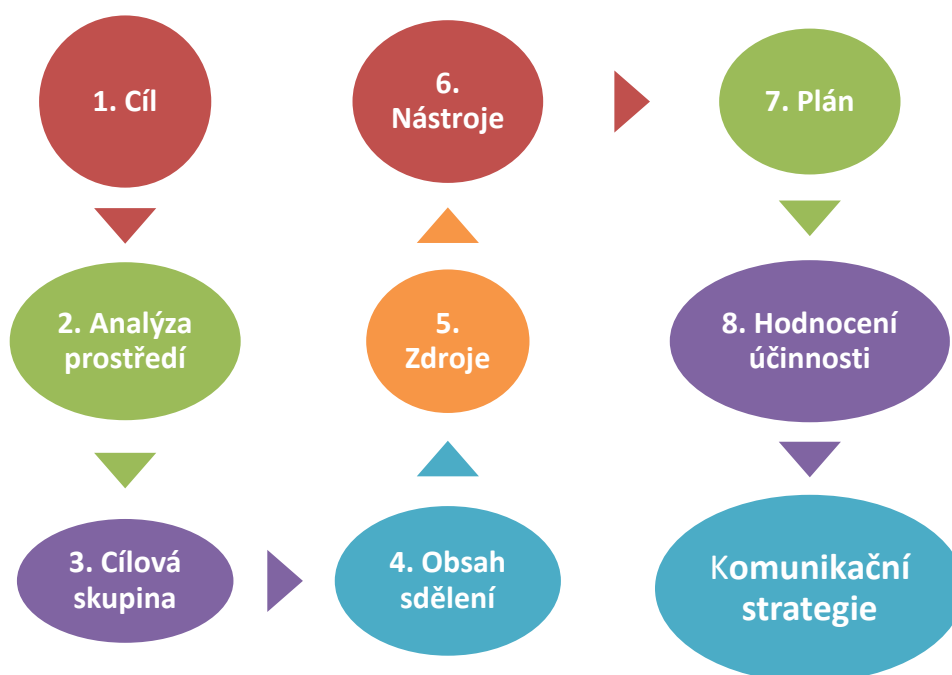 1. Cíl
2. Analýza
prostředí
3. Cílová
skupina
4. Obsah
sdělení
5.
Zdroje
6.
Nástroje
7. Plán
8. Hodnocení
účinnosti
Komunikační
strategie